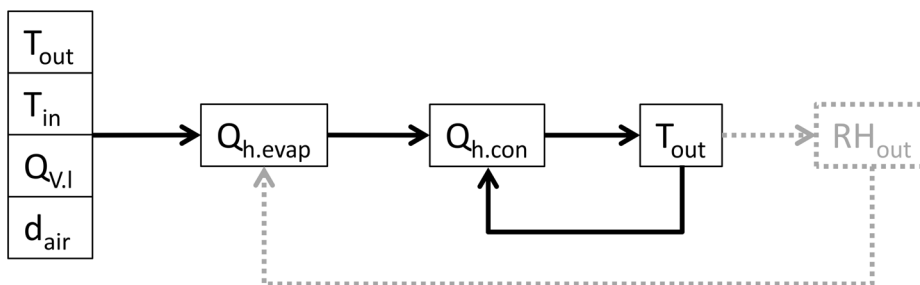 T_out
T_in
Q_V.l
d_air
Q_h.evap
Q_h.con
T_out
RH_out